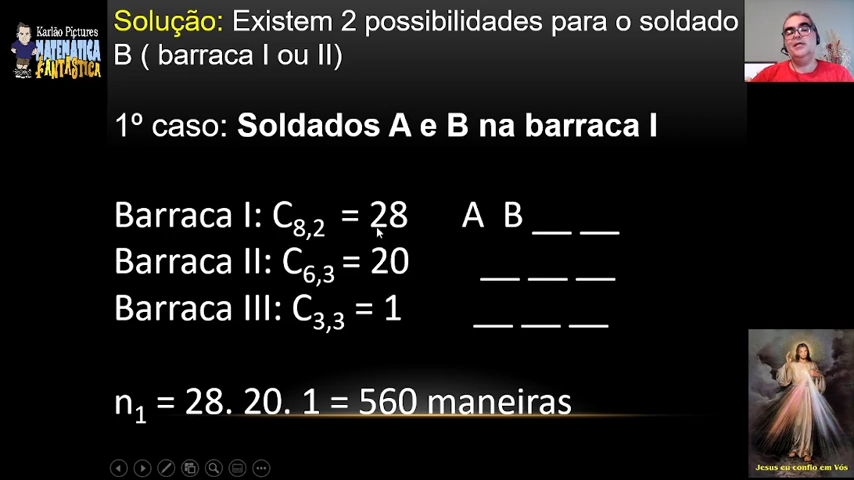 Karlão Pictures
MATEMÁTICA
FANTÁSTICA
Solução: Existem 2 possibilidades para o soldado
B ( barraca I ou II)
1º caso: Soldados A e B na barraca I
Barraca I: C8,2 = 28 A B __ __
Barraca II: C6,3 = 20 __ __ __
Barraca III: C3,3 = 1 __ __ __
n1 = 28. 20. 1 = 560 maneiras
Jesus eu confio em Vós